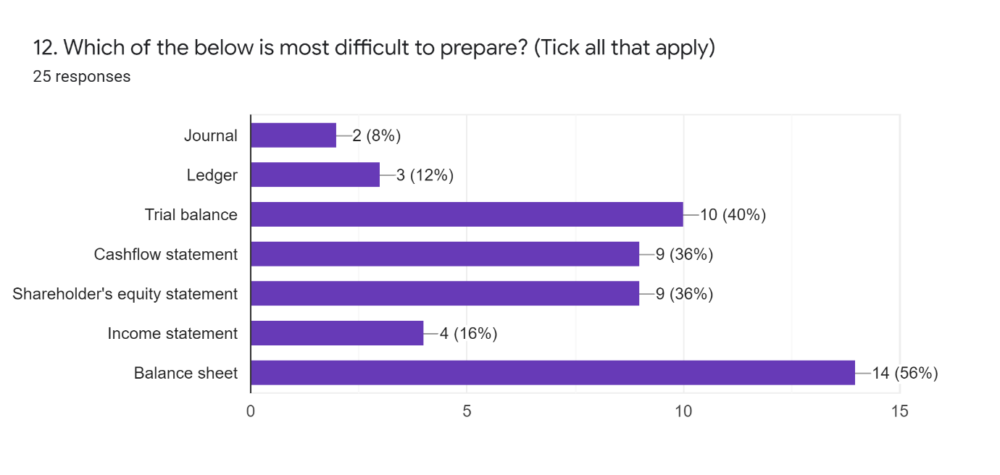 12. Which of the below is most difficult to prepare? (Tick all that apply)
25 responses
Journal 2 (8%)
Ledger 3 (12%)
Trial balance 10 (40%)
Cashflow statement 9 (36%)
Shareholder's equity statement 9 (36%)
Income statement 4 (16%)
Balance sheet 14 (56%)
0 5 10 15